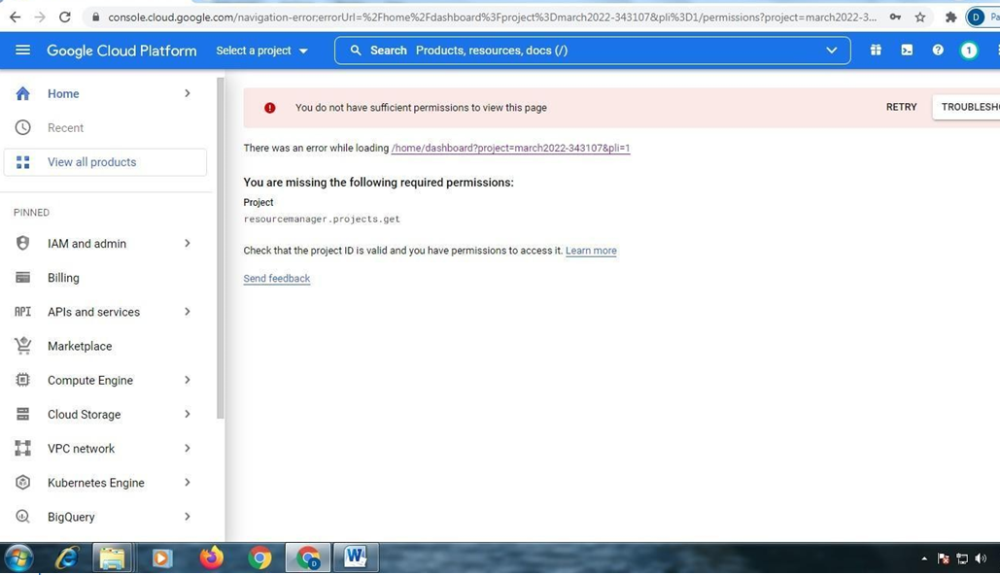 console.cloud.google.com/navigation-error;errorUrl=%2Fhome%2Fdashboard%3Fproject%3Dmarch2022-343107&pli%3D1/permissions?project=march2022-3...
D
Pa
Google Cloud Platform
Select a project
Search Products, resources, docs (/)
1
Home
Recent
View all products
PINNED
IAM and admin
Billing
API APIs and services
Marketplace
Compute Engine
Cloud Storage
VPC network
Kubernetes Engine
BigQuery
You do not have sufficient permissions to view this page
RETRY
TROUBLESHO
There was an error while loading /home/dashboard?project=march2022-343107&pli=1
You are missing the following required permissions:
Project
resourcemanager.projects.get
Check that the project ID is valid and you have permissions to access it. Learn more
Send feedback
D
W